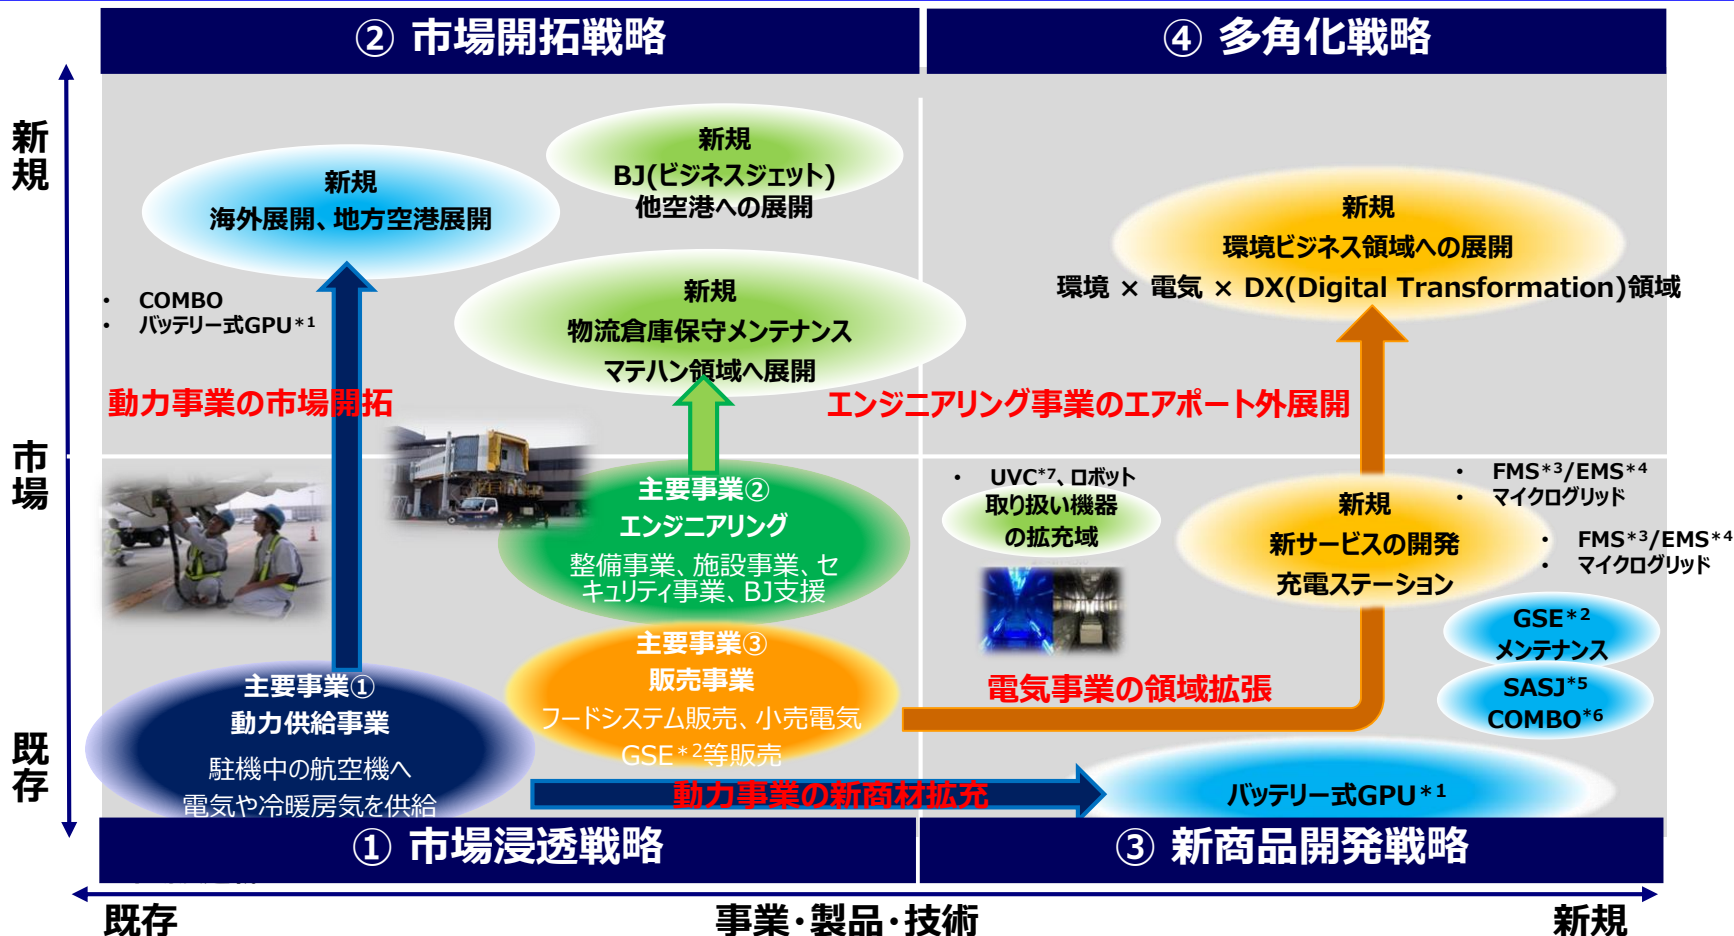 ② 市場開拓戦略
④ 多角化戦略
新規
市場
既存
新規
海外展開、地方空港展開
・ COMBO
・ バッテリー式GPU*1
動力事業の市場開拓
新規
BJ(ビジネスジェット)
他空港への展開
新規
物流倉庫保守メンテナンス
マテハン領域へ展開
新規
環境ビジネス領域への展開
環境 × 電気 × DX(Digital Transformation)領域
エンジニアリング事業のエアポート外展開
主要事業②
エンジニアリング
整備事業、施設事業、セ
キュリティ事業、BJ支援
・ UVC*7、ロボット
取り扱い機器
の拡充域
新規
新サービスの開発
充電ステーション
・ FMS*3/EMS*4
・ マイクログリッド
・ FMS*3/EMS*4
・ マイクログリッド
GSE*2
メンテナンス
SASJ*5
COMBO*6
主要事業①
動力供給事業
駐機中の航空機へ
電気や冷暖房気を供給
主要事業③
販売事業
フードシステム販売、小売電気
GSE*2等販売
電気事業の領域拡張
動力事業の新商材拡充
バッテリー式GPU*1
① 市場浸透戦略
③ 新商品開発戦略
既存
事業・製品・技術
新規